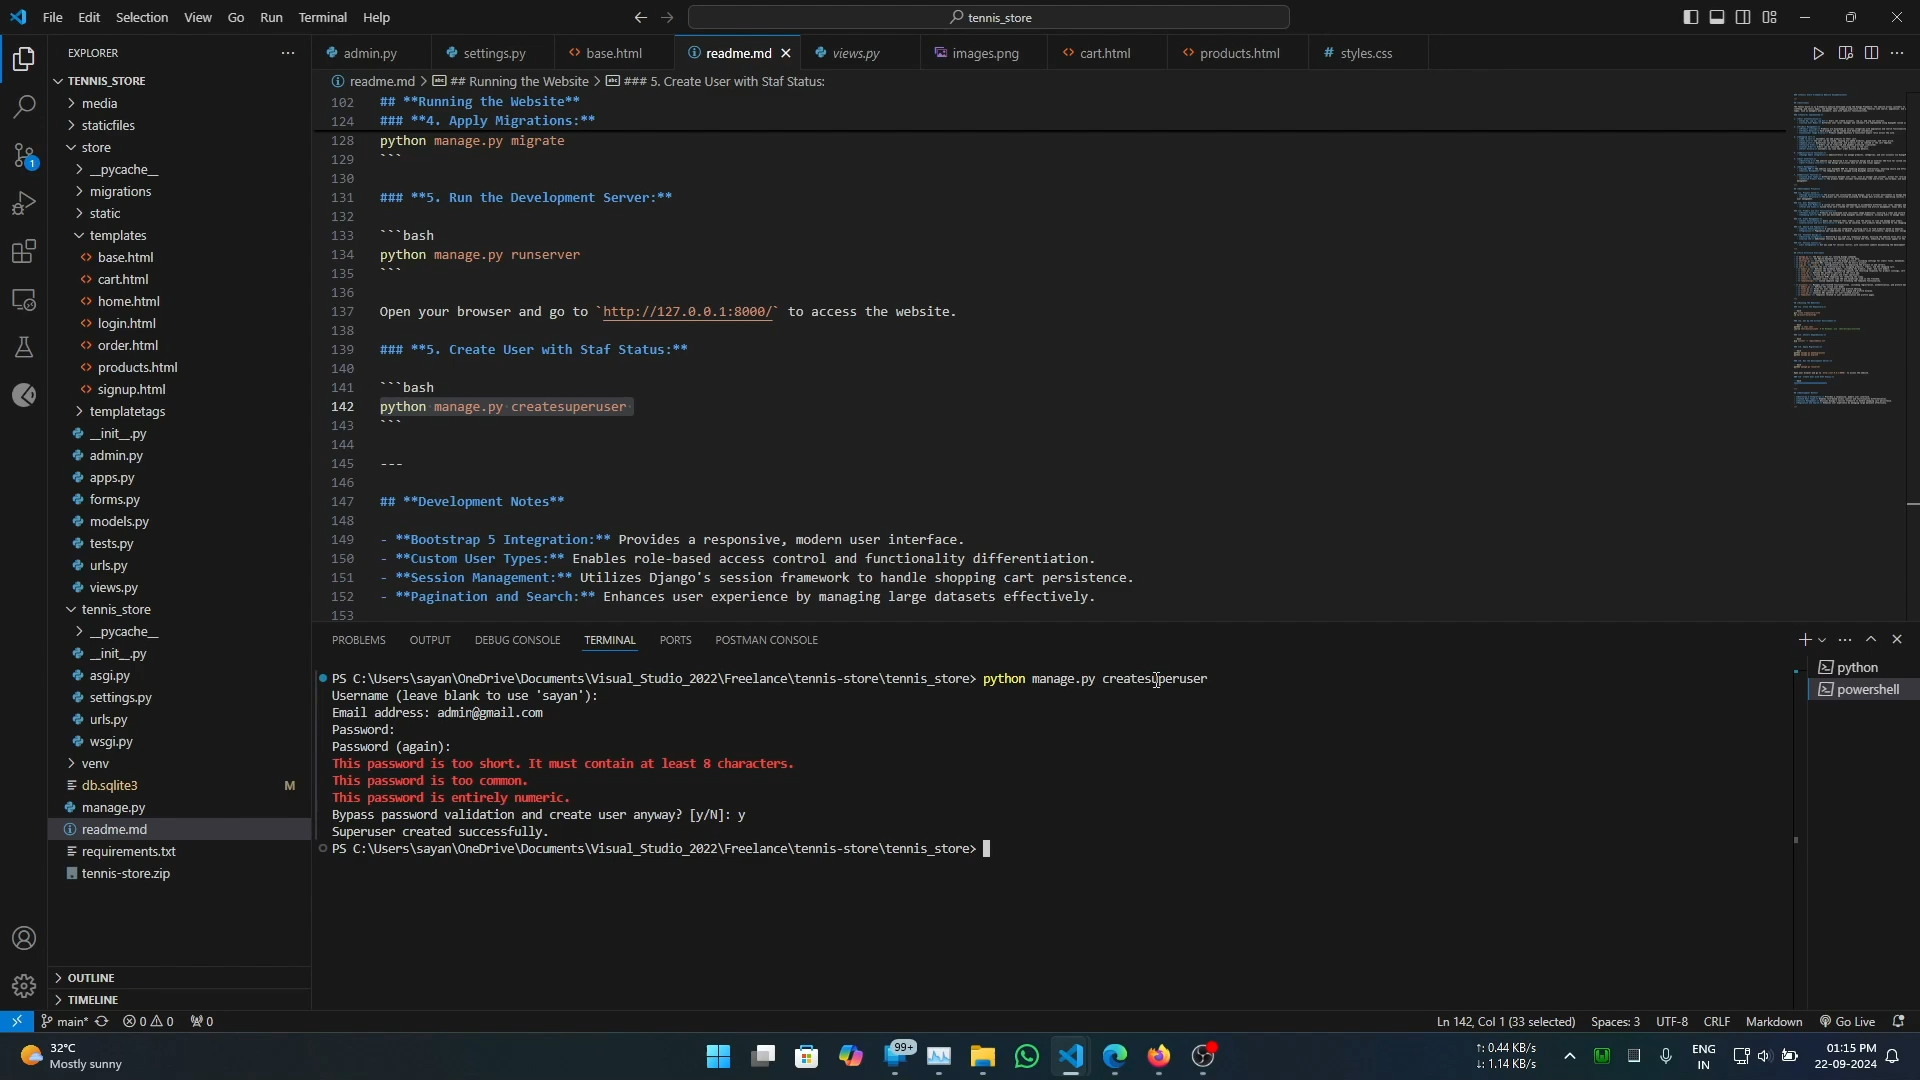 File Edit Selection View Go Run Terminal Help
tennis_store
EXPLORER
TENNIS_STORE
media
staticfiles
store
__pycache__
migrations
static
templates
base.html
cart.html
home.html
login.html
order.html
products.html
signup.html
templatetags
__init__.py
admin.py
apps.py
forms.py
models.py
tests.py
urls.py
views.py
tennis_store
__pycache__
__init__.py
asgi.py
settings.py
urls.py
wsgi.py
venv
db.sqlite3 M
manage.py
readme.md
requirements.txt
tennis-store.zip
OUTLINE
TIMELINE
admin.py settings.py base.html readme.md views.py images.png cart.html products.html styles.css
readme.md > ## Running the Website > ### 5. Create User with Staf Status:
102 ## **Running the Website**
124 ### **4. Apply Migrations:**
128 python manage.py migrate
129 ```
130
131 ### **5. Run the Development Server:**
132
133 ```bash
134 python manage.py runserver
135 ```
136
137 Open your browser and go to `http://127.0.0.1:8000/` to access the website.
138
139 ### **5. Create User with Staf Status:**
140
141 ```bash
142 python manage.py createsuperuser
143 ```
144
145 ---
146
147 ## **Development Notes**
148
149 - **Bootstrap 5 Integration:** Provides a responsive, modern user interface.
150 - **Custom User Types:** Enables role-based access control and functionality differentiation.
151 - **Session Management:** Utilizes Django's session framework to handle shopping cart persistence.
152 - **Pagination and Search:** Enhances user experience by managing large datasets effectively.
153
PROBLEMS OUTPUT DEBUG CONSOLE TERMINAL PORTS POSTMAN CONSOLE
PS C:\Users\sayan\OneDrive\Documents\Visual_Studio_2022\Freelance\tennis-store\tennis_store> python manage.py createsuperuser
Username (leave blank to use 'sayan'):
Email address: admin@gmail.com
Password:
Password (again):
This password is too short. It must contain at least 8 characters.
This password is too common.
This password is entirely numeric.
Bypass password validation and create user anyway? [y/N]: y
Superuser created successfully.
PS C:\Users\sayan\OneDrive\Documents\Visual_Studio_2022\Freelance\tennis-store\tennis_store>
python
powershell
1
main* 0 0 0
Ln 142, Col 1 (33 selected) Spaces: 3 UTF-8 CRLF Markdown Go Live
32°C
Mostly sunny
99+
↑: 0.44 KB/s
↓: 1.14 KB/s
ENG
IN
01:15 PM
22-09-2024